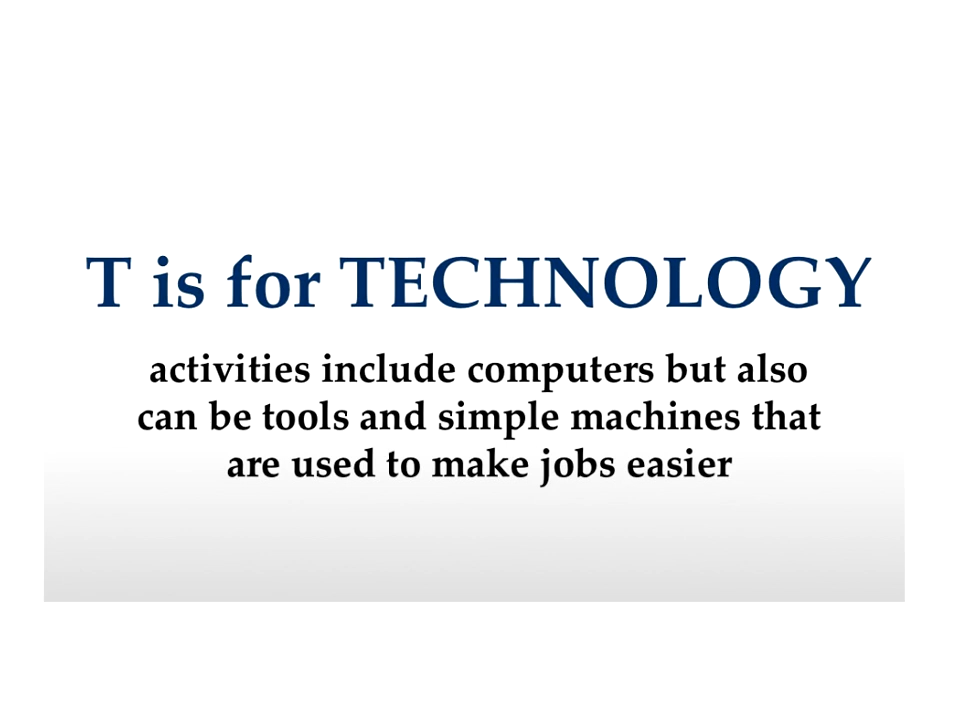 T is for TECHNOLOGY
activities include computers but also
can be tools and simple machines that
are used to make jobs easier